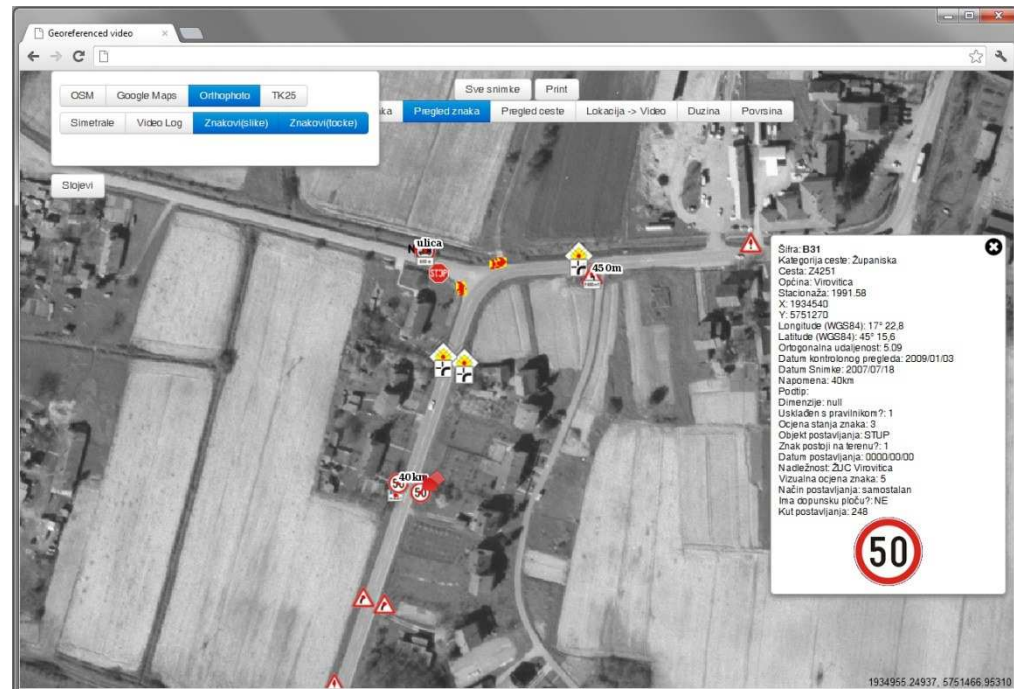 Georeferenced video
OSM Google Maps Orthophoto TK25
Sve snimke Print
Simetrale Video Log Znakovi(slike) Znakovi(tocke)
Pregled znaka Pregled ceste Lokacija -> Video Duzina Povrsina
Slojevi
ulica
STOP
450m
40km
50
50
Šifra: B31
Kategorija ceste: Županiska
Cesta: Z4251
Općina: Virovitica
Stacionaža: 1991.58
X: 1934540
Y: 5751270
Longitude (WGS84): 17° 22,8
Latitude (WGS84): 45° 15,6
Ortogonalna udaljenost: 5.09
Datum kontrolonog pregleda: 2009/01/03
Datum Snimke: 2007/07/18
Napomena: 40km
Podtip:
Dimenzije: null
Usklađen s pravilnikom?: 1
Ocjena stanja znaka: 3
Objekt postavljanja: STUP
Znak postoji na terenu?: 1
Datum postavljanja: 0000/00/00
Nadležnost: ŽUC Virovitica
Vizualna ocjena znaka: 5
Način postavljanja: samostalan
Ima dopunsku ploču?: NE
Kut postavljanja: 248
50
1934955.24937, 5751466.95310